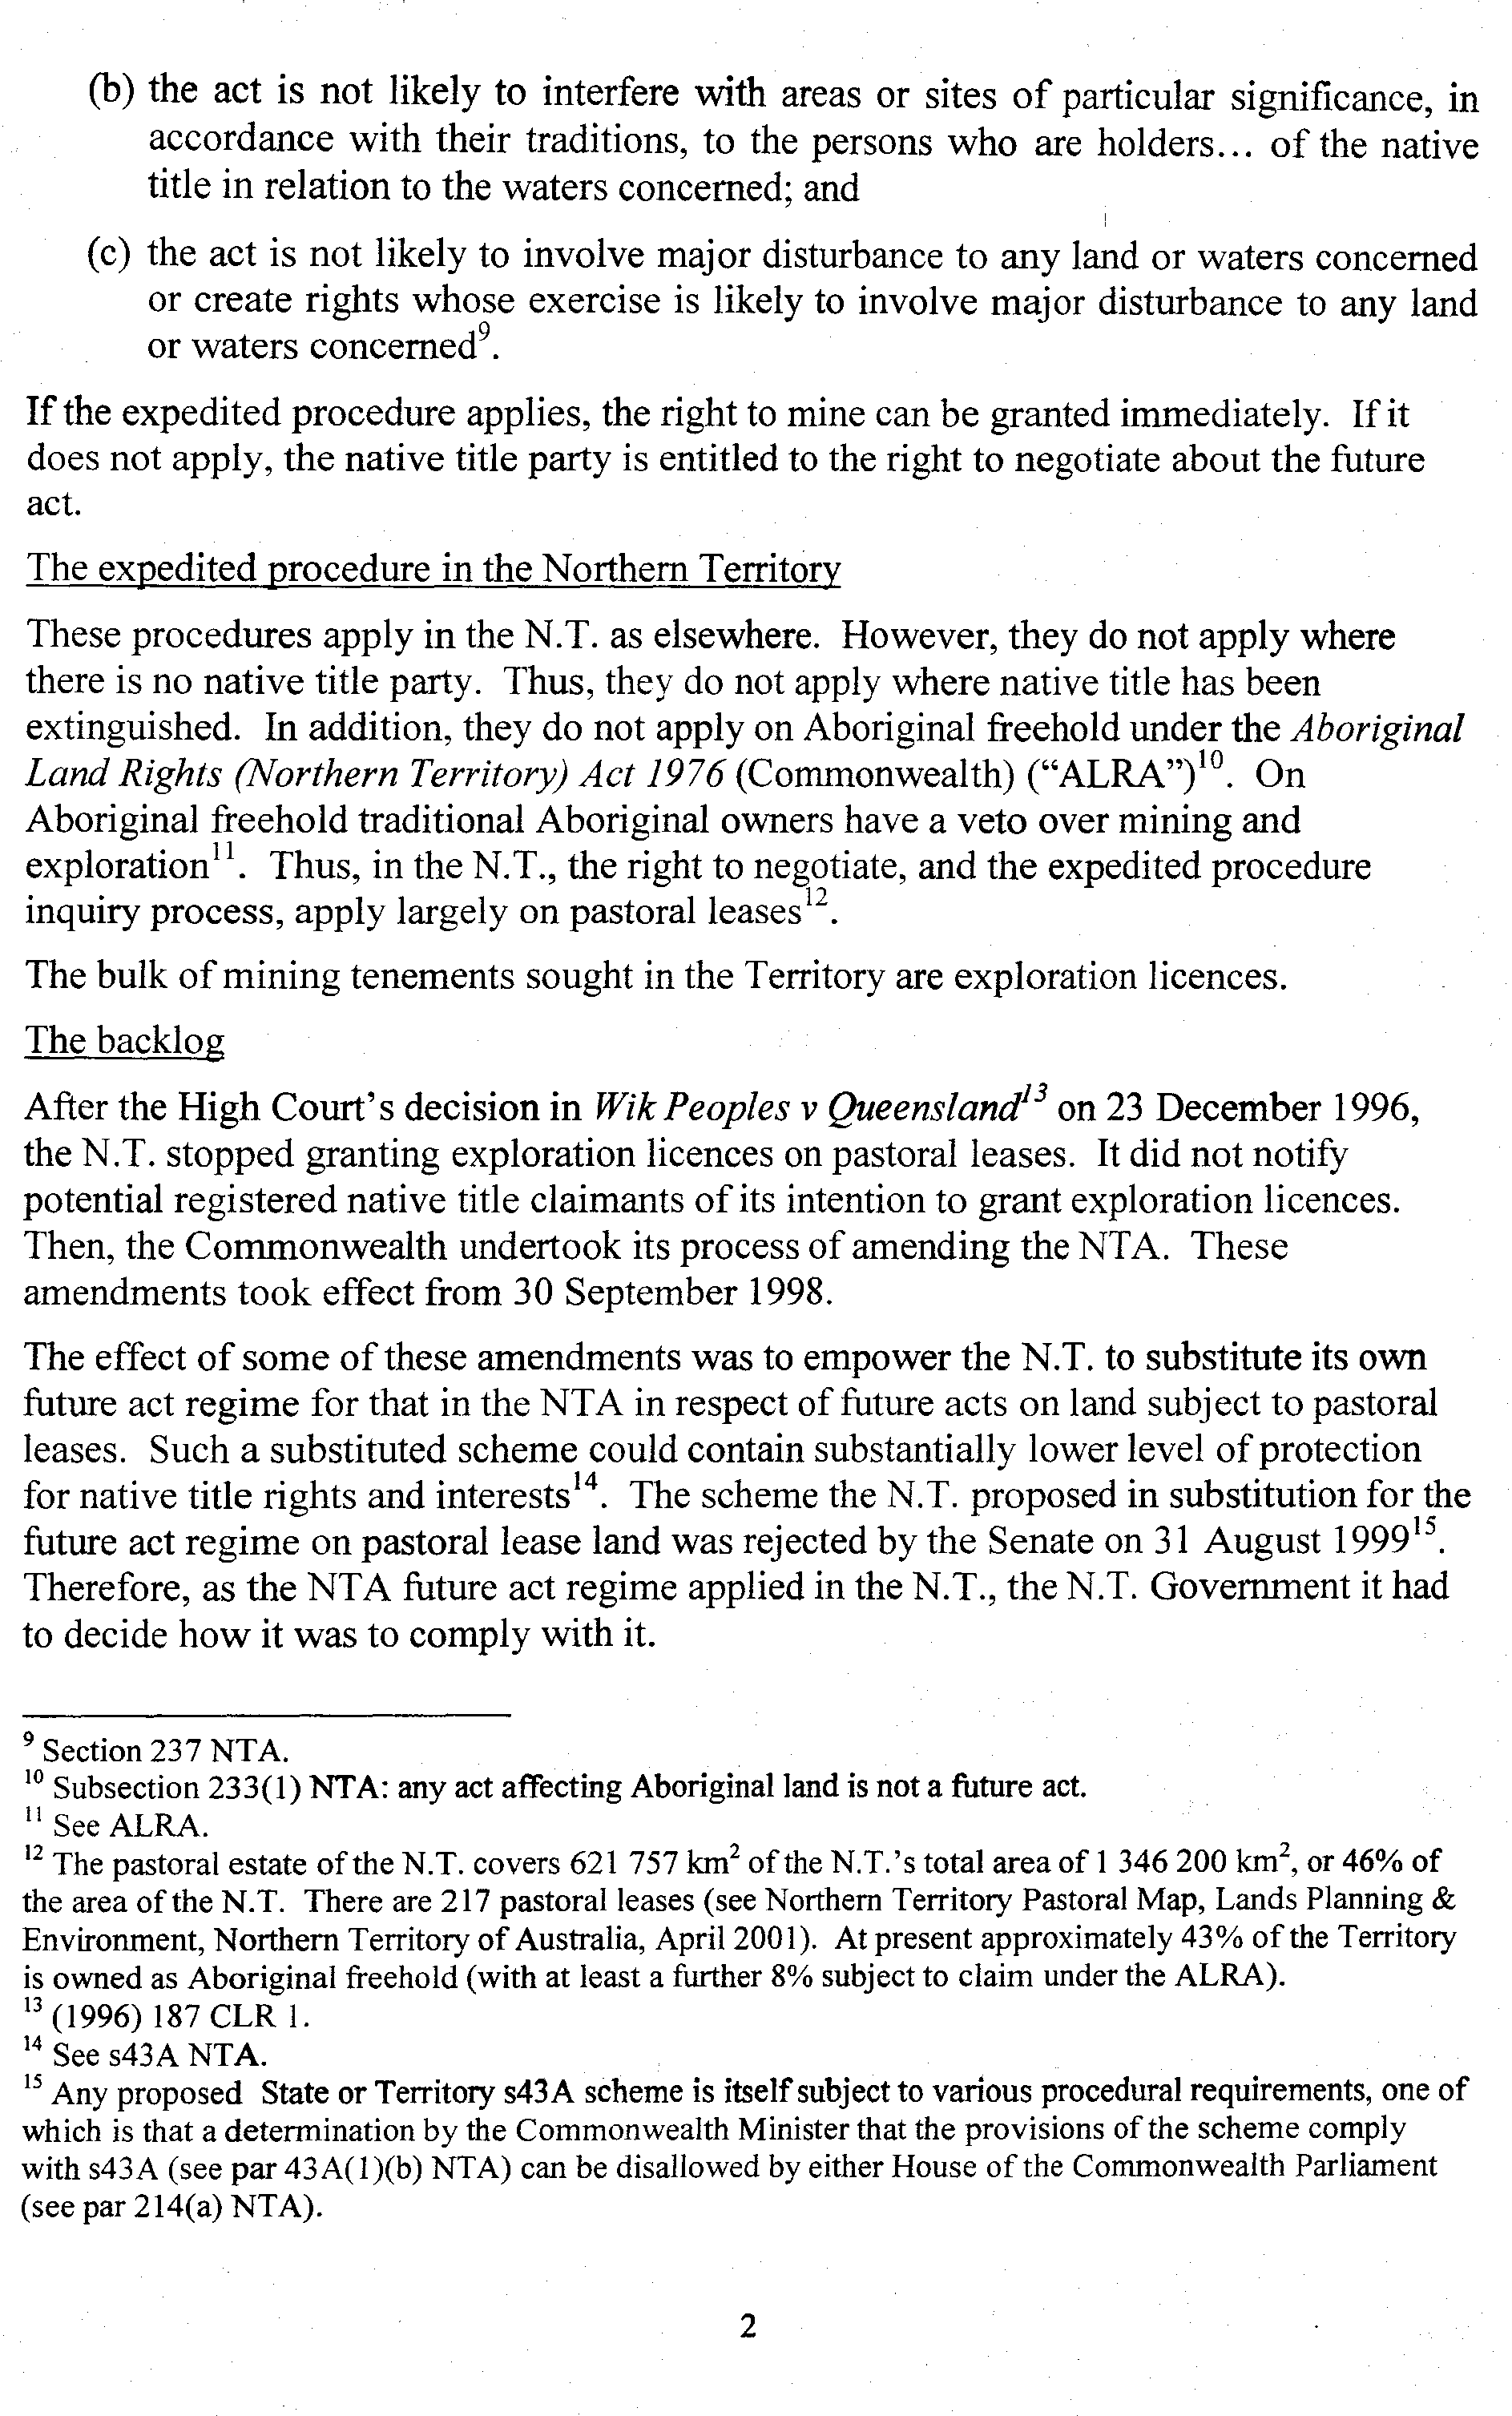 (b) the act is not likely to interfere with areas or sites of particular significance, in
accordance with their traditions, to the persons who are holders... of the native
title in relation to the waters concerned; and
(c) the act is not likely to involve major disturbance to any land or waters concerned
or create rights whose exercise is likely to involve major disturbance to any land
or waters concerned⁹.
If the expedited procedure applies, the right to mine can be granted immediately. If it
does not apply, the native title party is entitled to the right to negotiate about the future
act.
The expedited procedure in the Northern Territory
These procedures apply in the N.T. as elsewhere. However, they do not apply where
there is no native title party. Thus, they do not apply where native title has been
extinguished. In addition, they do not apply on Aboriginal freehold under the Aboriginal
Land Rights (Northern Territory) Act 1976 (Commonwealth) (“ALRA”)¹⁰. On
Aboriginal freehold traditional Aboriginal owners have a veto over mining and
exploration¹¹. Thus, in the N.T., the right to negotiate, and the expedited procedure
inquiry process, apply largely on pastoral leases¹².
The bulk of mining tenements sought in the Territory are exploration licences.
The backlog
After the High Court’s decision in Wik Peoples v Queensland¹³ on 23 December 1996,
the N.T. stopped granting exploration licences on pastoral leases. It did not notify
potential registered native title claimants of its intention to grant exploration licences.
Then, the Commonwealth undertook its process of amending the NTA. These
amendments took effect from 30 September 1998.
The effect of some of these amendments was to empower the N.T. to substitute its own
future act regime for that in the NTA in respect of future acts on land subject to pastoral
leases. Such a substituted scheme could contain substantially lower level of protection
for native title rights and interests¹⁴. The scheme the N.T. proposed in substitution for the
future act regime on pastoral lease land was rejected by the Senate on 31 August 1999¹⁵.
Therefore, as the NTA future act regime applied in the N.T., the N.T. Government it had
to decide how it was to comply with it.
⁹ Section 237 NTA.
¹⁰ Subsection 233(1) NTA: any act affecting Aboriginal land is not a future act.
¹¹ See ALRA.
¹² The pastoral estate of the N.T. covers 621 757 km² of the N.T.’s total area of 1 346 200 km², or 46% of
the area of the N.T. There are 217 pastoral leases (see Northern Territory Pastoral Map, Lands Planning &
Environment, Northern Territory of Australia, April 2001). At present approximately 43% of the Territory
is owned as Aboriginal freehold (with at least a further 8% subject to claim under the ALRA).
¹³ (1996) 187 CLR 1.
¹⁴ See s43A NTA.
¹⁵ Any proposed State or Territory s43A scheme is itself subject to various procedural requirements, one of
which is that a determination by the Commonwealth Minister that the provisions of the scheme comply
with s43A (see par 43A(1)(b) NTA) can be disallowed by either House of the Commonwealth Parliament
(see par 214(a) NTA).
2